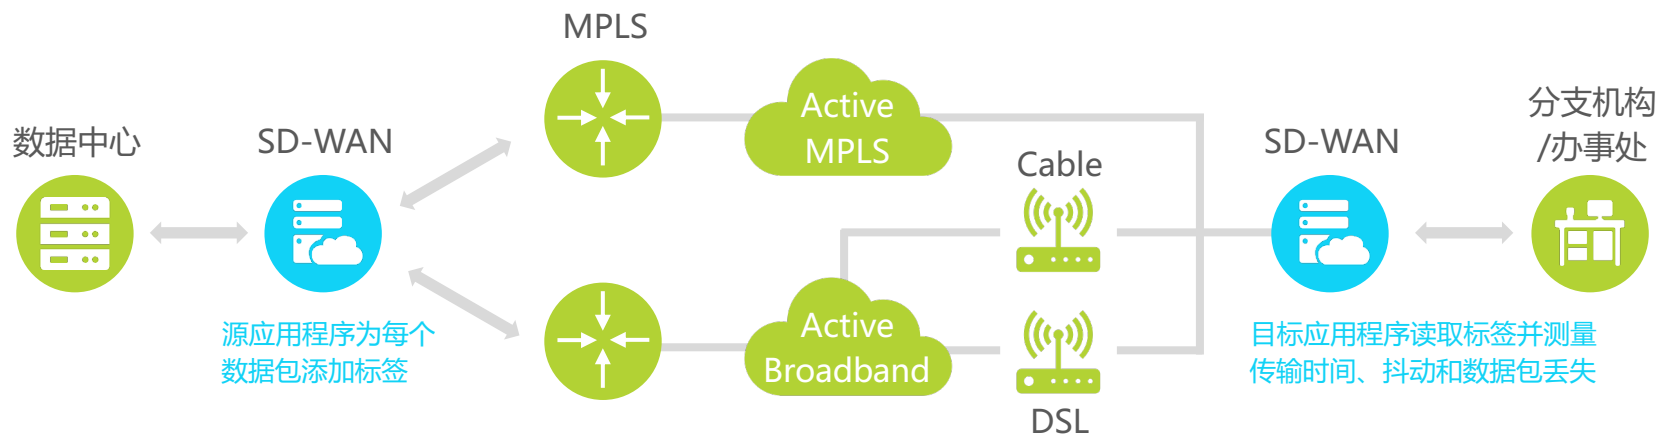 MPLS
数据中心
SD-WAN
Active
MPLS
Cable
SD-WAN
分支机构
/办事处
源应用程序为每个
数据包添加标签
Active
Broadband
DSL
目标应用程序读取标签并测量
传输时间、抖动和数据包丢失